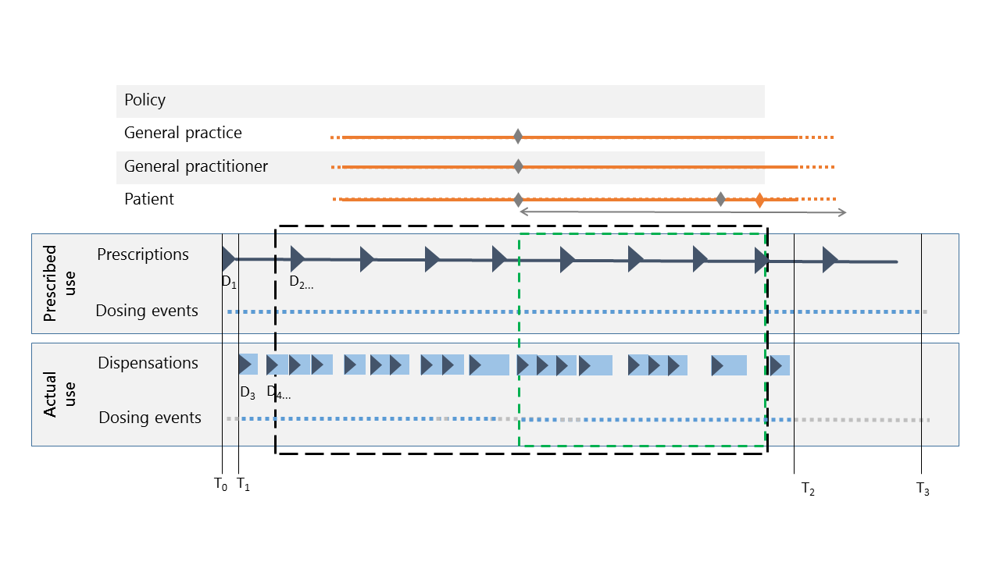 Policy
General practice
General practitioner
Patient
Prescribed
use
Prescriptions
D1
D2...
Dosing events
Actual
use
Dispensations
D3
D4...
Dosing events
T0
T1
T2
T3